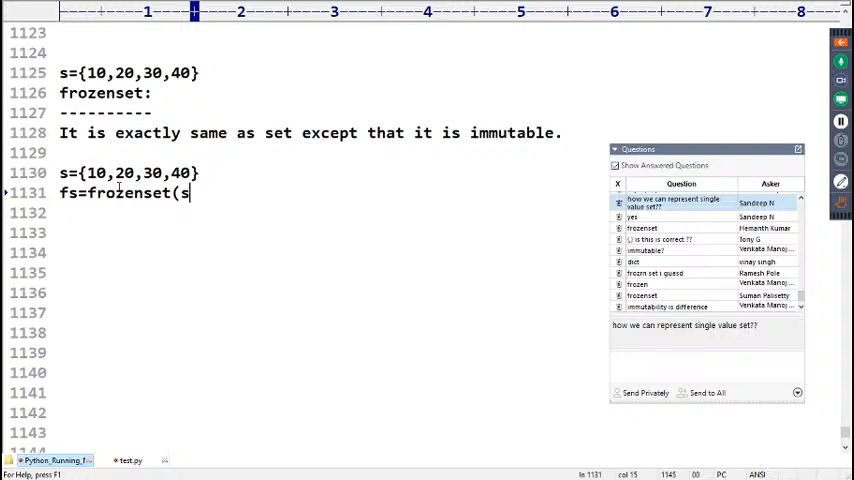 1 2 3 4 5 6 7 8
1123
1124
1125 s={10,20,30,40}
1126 frozenset:
1127 ----------
1128 It is exactly same as set except that it is immutable.
1129
1130 s={10,20,30,40}
1131 fs=frozenset(s
1132
1133
1134
1135
1136
1137
1138
1139
1140
1141
1142
1143
1144
Questions
Show Answered Questions
X Question Asker
how we can represent single value set?? Sandeep N
yes Sandeep N
frozenset Hemanth Kumar
(,) is this is correct ?? Tony G
immutable? Venkata Manoj ...
dict vinay singh
frozrn set i guesd Ramesh Pole
frozen Venkata Manoj ...
frozenset Suman Palisetty
immutability is difference Venkata Manoj ...
how we can represent single value set??
Send Privately Send to All
Python_Running_ test.py
For Help, press F1 ln 1131 col 15 1145 00 PC ANSI